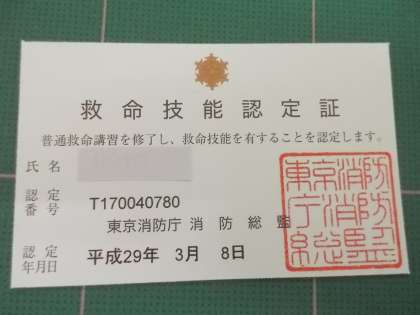 救命技能認定証
普通救命講習を修了し、救命技能を有することを認定します。
氏名
認定番号 T170040780
東京消防庁 消防総監
認定年月日 平成29年 3月 8日
東京消防
庁消防
総監